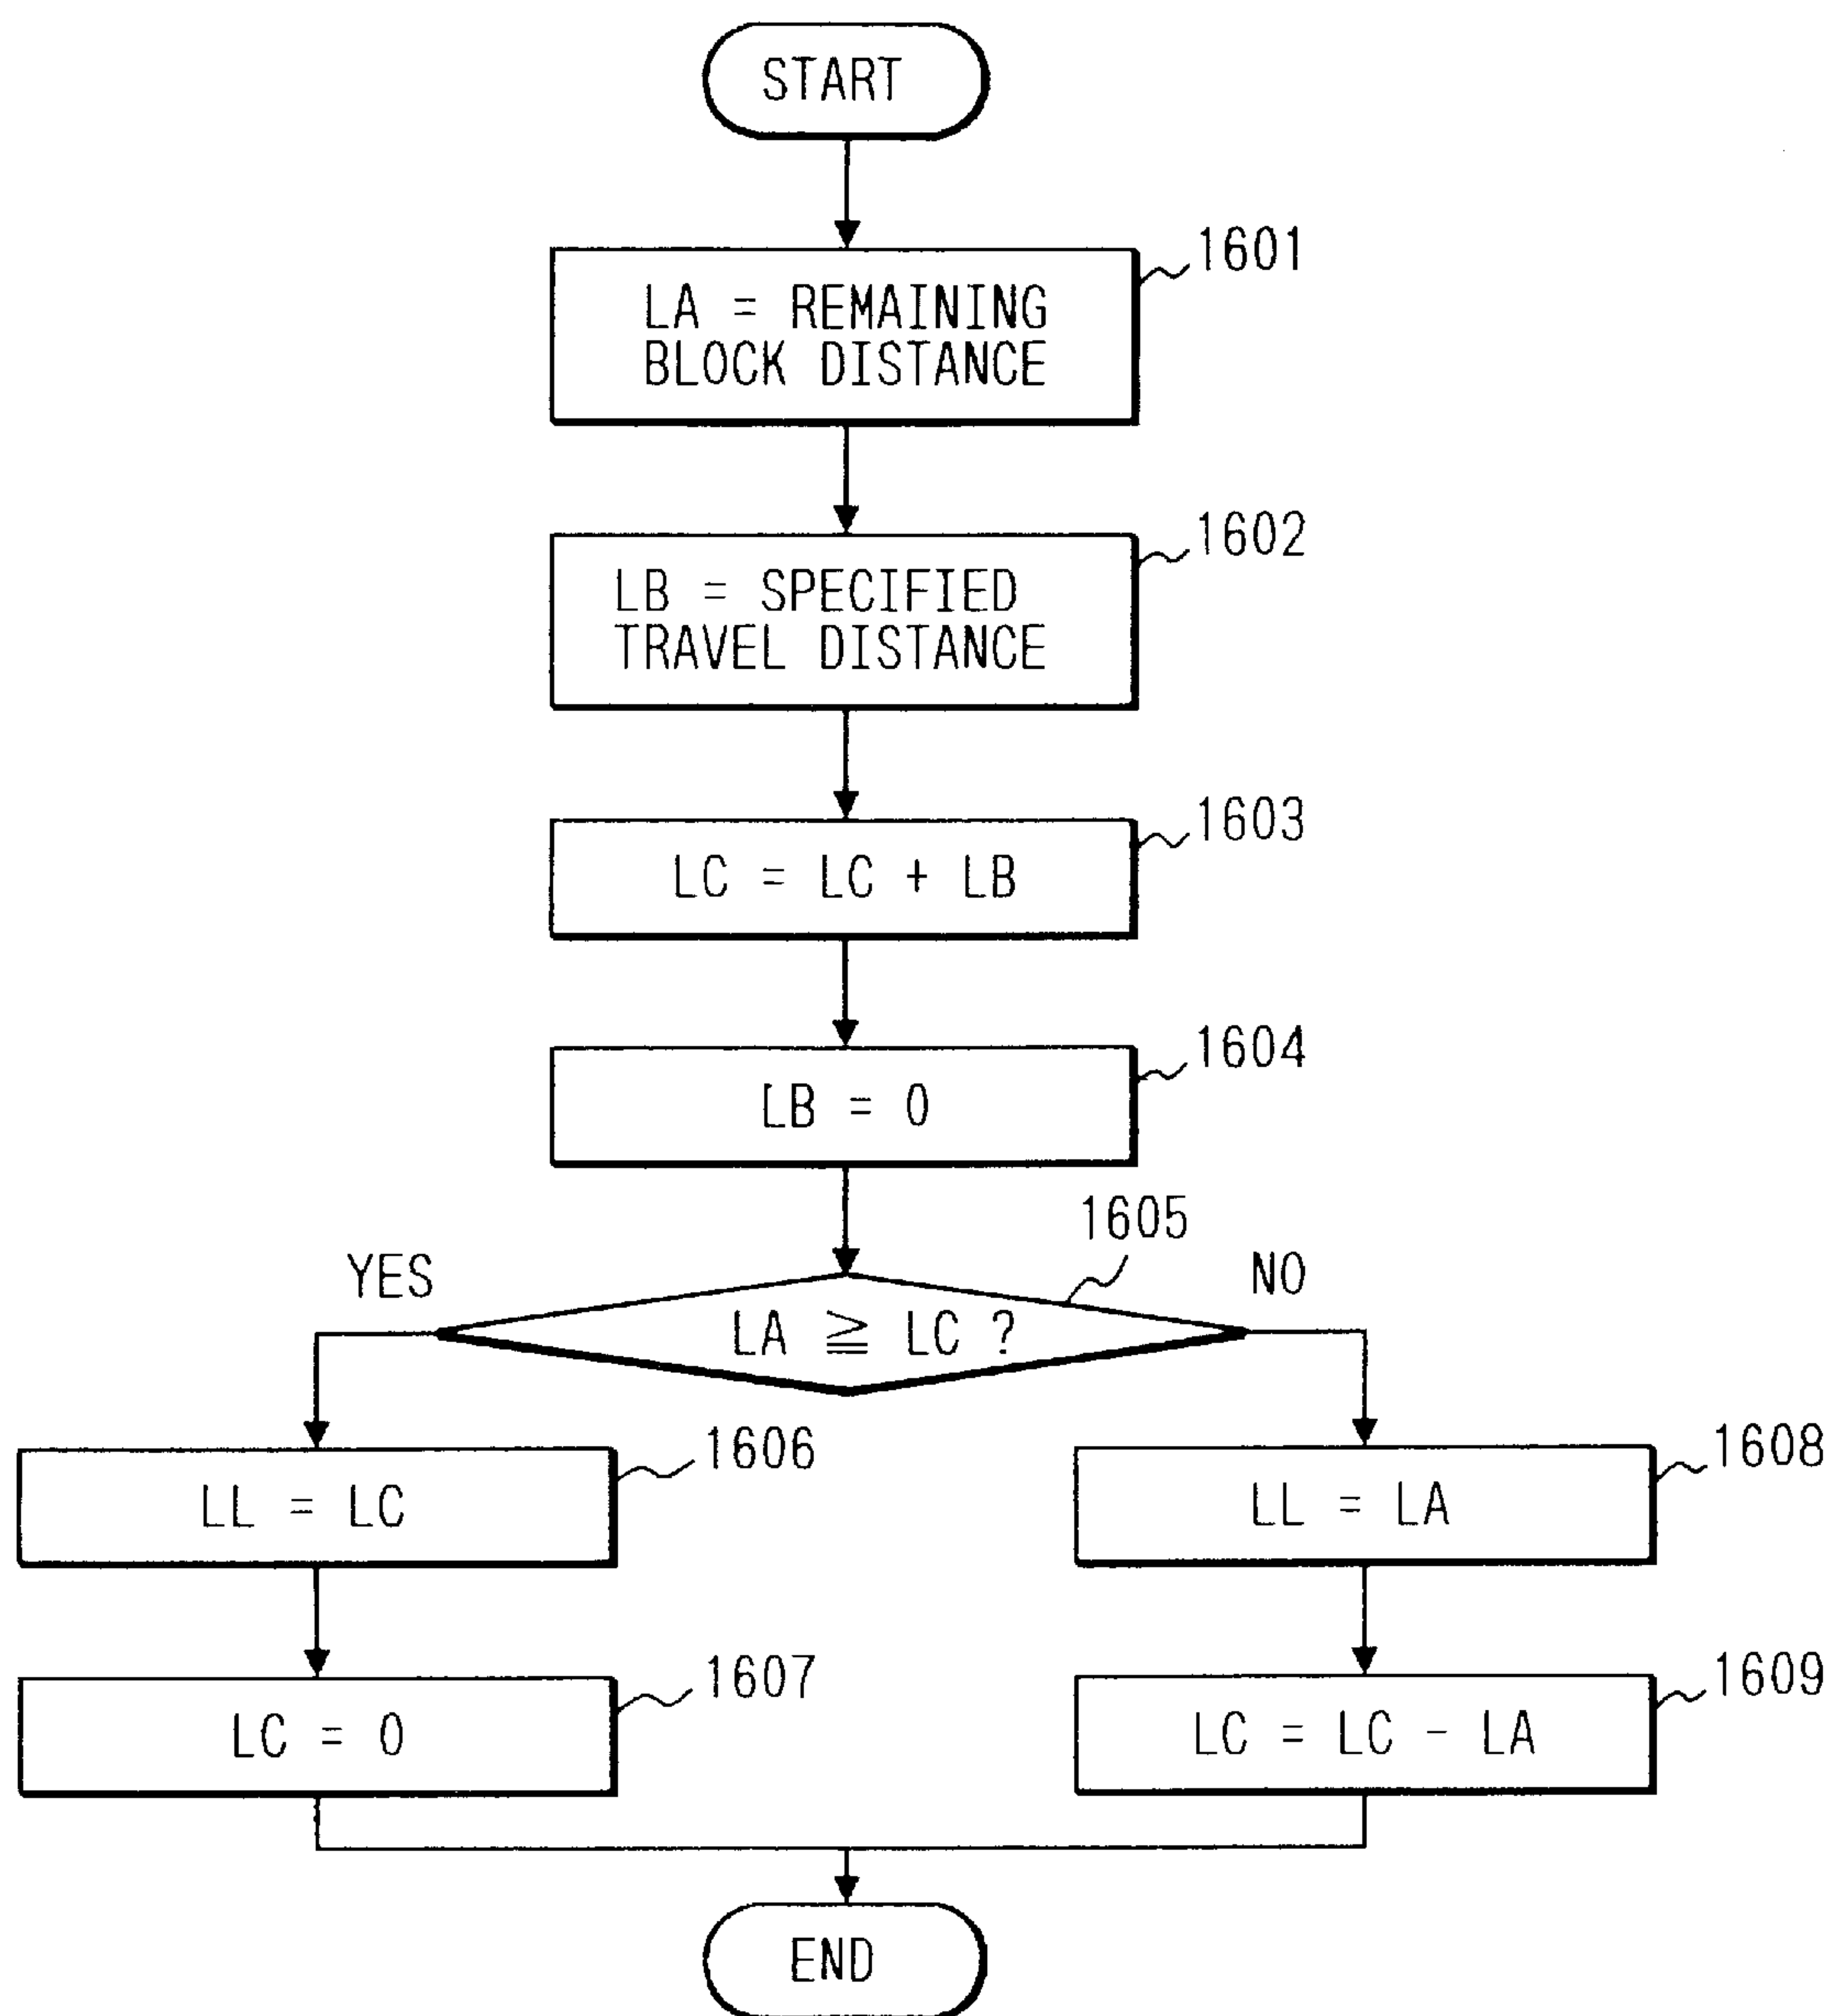 START
1601
LA = REMAINING
BLOCK DISTANCE
1602
LB = SPECIFIED
TRAVEL DISTANCE
1603
LC = LC + LB
1604
LB = 0
1605
YES
NO
LA ≧ LC ?
1606
1608
LL = LC
LL = LA
1607
1609
LC = 0
LC = LC - LA
END